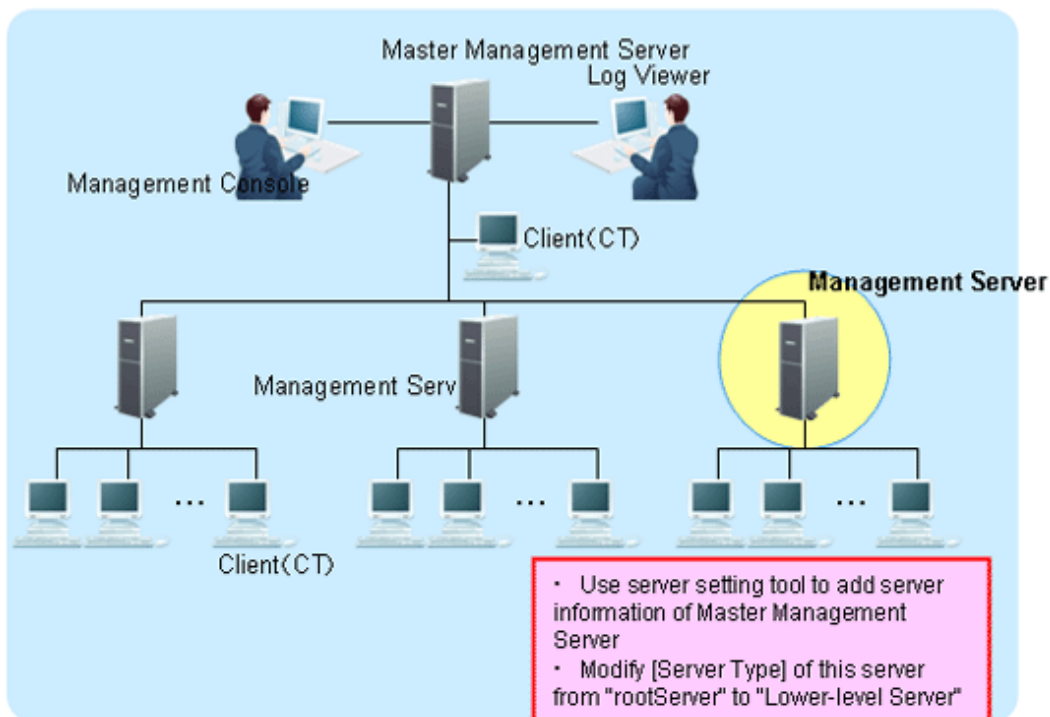 Master Management Server
Log Viewer
Management Console
Client(CT)
Management Server
Management Serv
...
...
...
Client(CT)
・ Use server setting tool to add server
information of Master Management
Server
・ Modify [Server Type] of this server
from "rootServer" to "Lower-level Server"